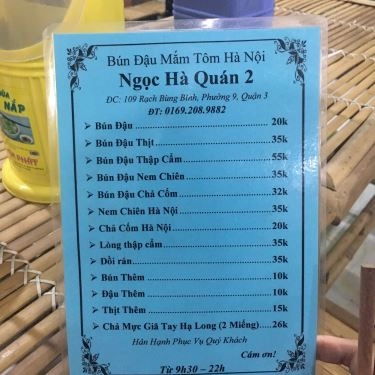 ỦA
NẮP
PHÁT
Bún Đậu Mắm Tôm Hà Nội
Ngọc Hà Quán 2
ĐC: 109 Rạch Bùng Binh, Phường 9, Quận 3
ĐT: 0169.208.9882
➢ Bún Đậu.....20k
➢ Bún Đậu Thịt.....35k
➢ Bún Đậu Thập Cẩm.....55k
➢ Bún Đậu Nem Chiên.....35k
➢ Bún Đậu Chả Cốm.....32k
➢ Nem Chiên Hà Nội.....35k
➢ Chả Cốm Hà Nội.....20k
➢ Lòng thập cẩm.....35k
➢ Dồi rán.....35k
➢ Bún Thêm.....10k
➢ Đậu Thêm.....10k
➢ Thịt Thêm.....15k
➢ Chả Mực Giã Tay Hạ Long (2 Miếng).....26k
Hân Hạnh Phục Vụ Quý Khách
Cám ơn!
Từ 9h30 – 22h